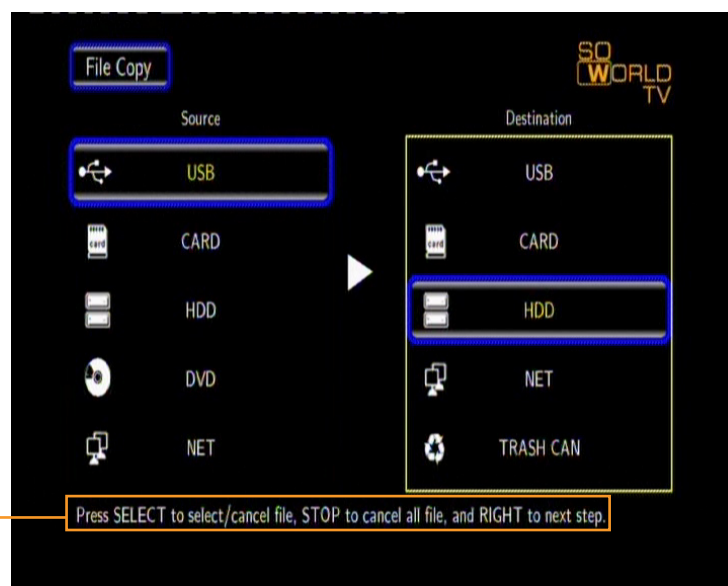 File Copy
SO
WORLD
TV
Source
Destination
USB
USB
card
CARD
card
CARD
HDD
HDD
DVD
NET
NET
TRASH CAN
Press SELECT to select/cancel file, STOP to cancel all file, and RIGHT to next step.